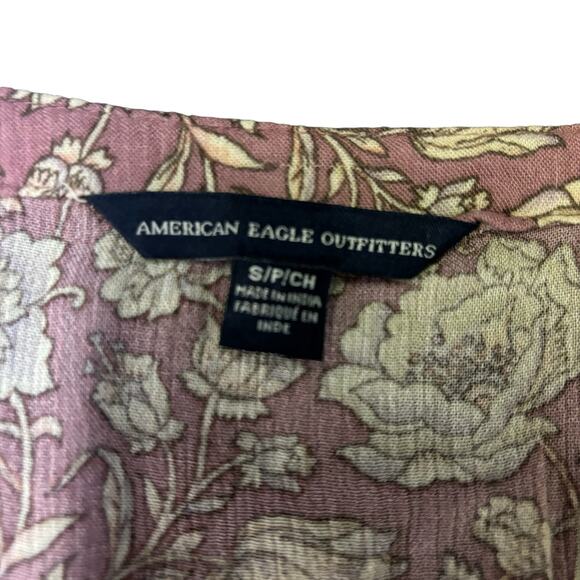 AMERICAN EAGLE OUTFITTERS
S/P/CH
MADE IN INDIA
FABRIQUÉ EN
INDE